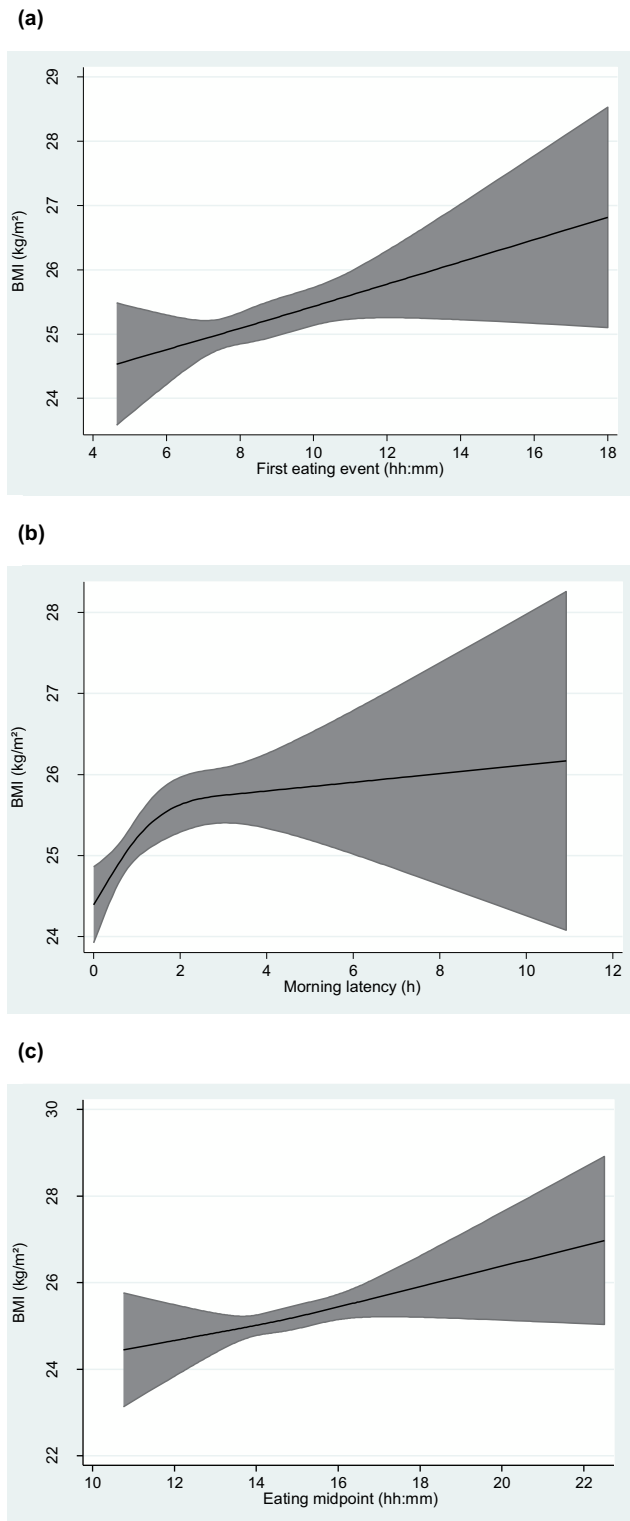 (a)
29
28
27
26
25
24
BMI (kg/m²)
4 6 8 10 12 14 16 18
First eating event (hh:mm)
(b)
28
27
26
25
24
BMI (kg/m²)
0 2 4 6 8 10 12
Morning latency (h)
(c)
30
28
26
24
22
BMI (kg/m²)
10 12 14 16 18 20 22
Eating midpoint (hh:mm)